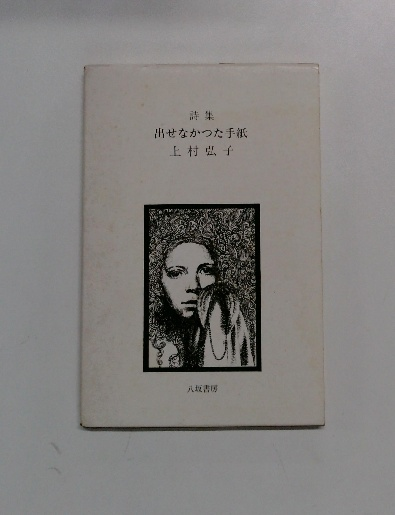 詩集
出せなかつた手紙
上村弘子
八坂書房